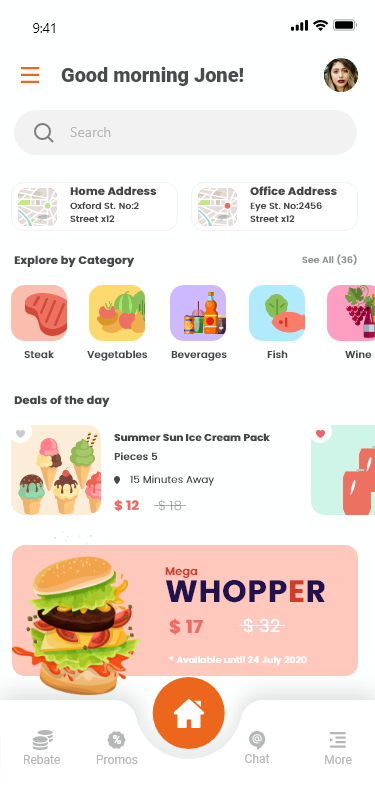 9:41
Good morning Jone!
Search
Home Address
Oxford St. No:2
Street x12
Office Address
Eye St. No:2456
Street x12
Explore by Category
See All (36)
Steak
Vegetables
Beverages
Fish
Wine
Deals of the day
Summer Sun Ice Cream Pack
Pieces 5
15 Minutes Away
$ 12
$ 18
Mega
WHOPPER
$ 17
$ 32
* Available until 24 July 2020
Rebate
Promos
Chat
More